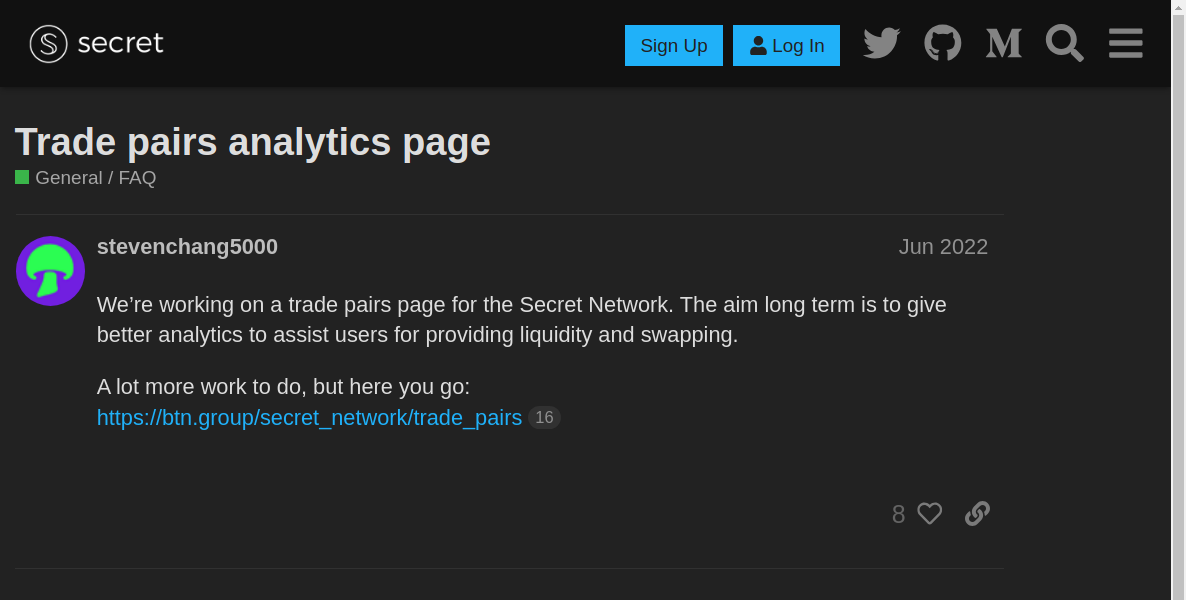 secret
Sign Up
Log In
Trade pairs analytics page
General / FAQ
stevenchang5000
Jun 2022
We’re working on a trade pairs page for the Secret Network. The aim long term is to give
better analytics to assist users for providing liquidity and swapping.
A lot more work to do, but here you go:
https://btn.group/secret_network/trade_pairs 16
8